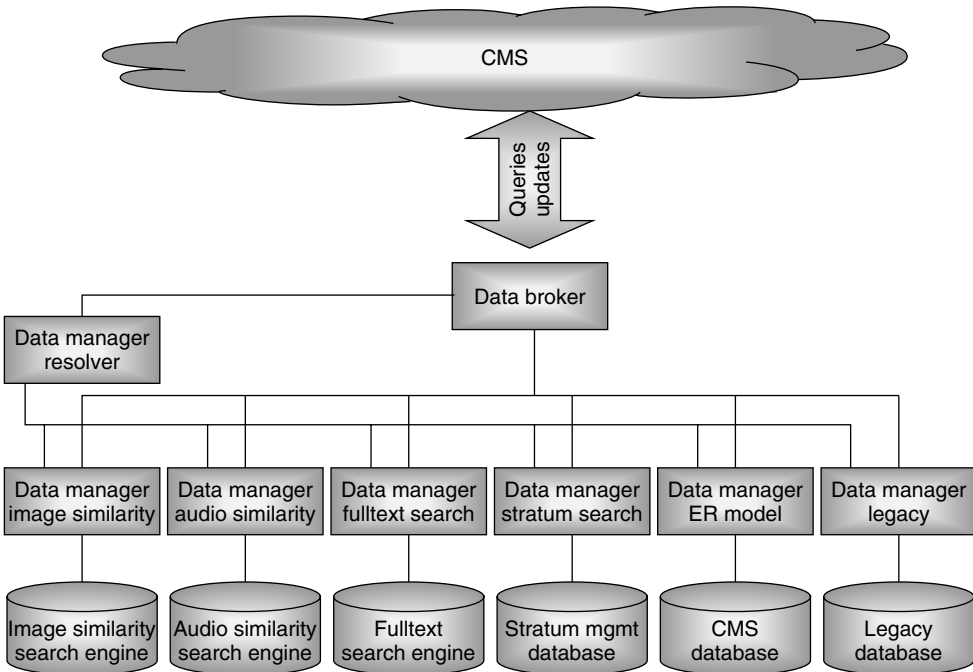 CMS
Queries
updates
Data broker
Data manager
resolver
Data manager
image similarity
Data manager
audio similarity
Data manager
fulltext search
Data manager
stratum search
Data manager
ER model
Data manager
legacy
Image similarity
search engine
Audio similarity
search engine
Fulltext
search engine
Stratum mgmt
database
CMS
database
Legacy
database